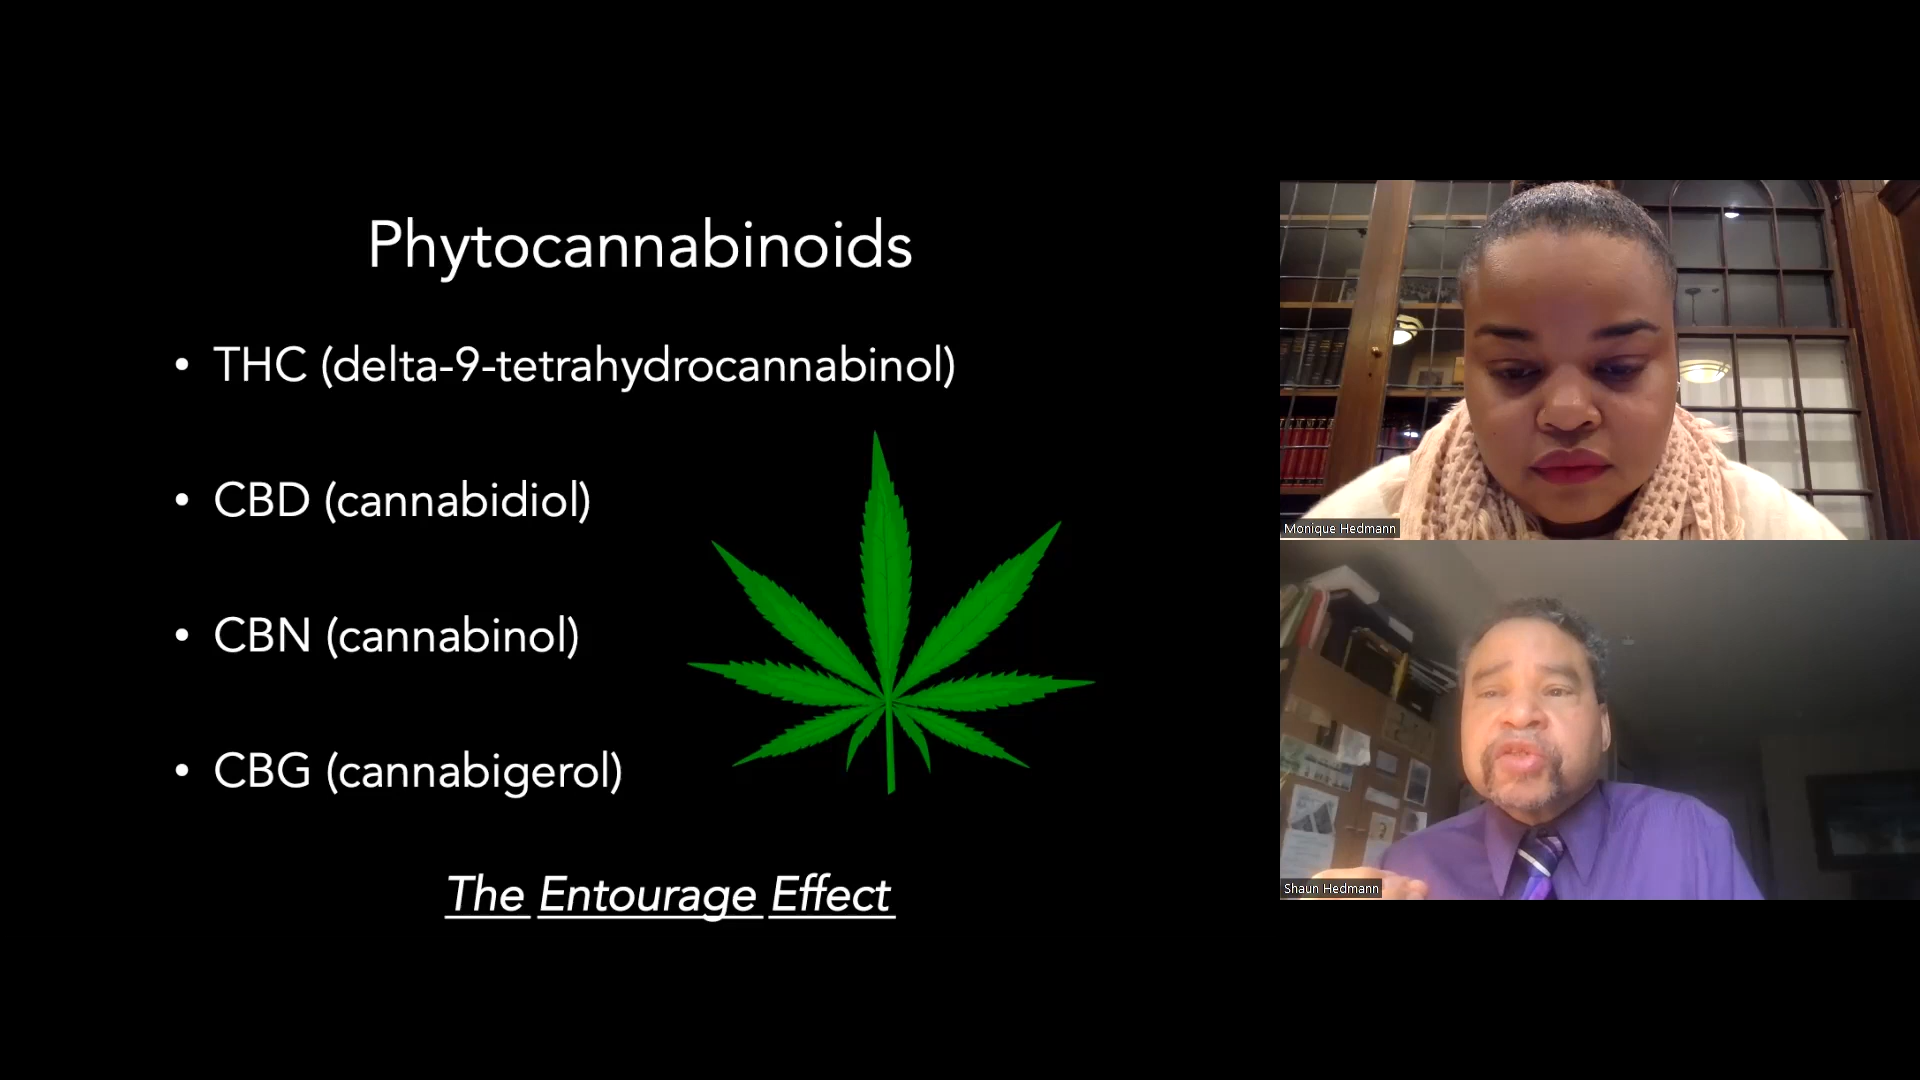 Phytocannabinoids
• THC (delta-9-tetrahydrocannabinol)
• CBD (cannabidiol)
• CBN (cannabinol)
• CBG (cannabigerol)
The Entourage Effect
Monique Hedmann
Shaun Hedmann